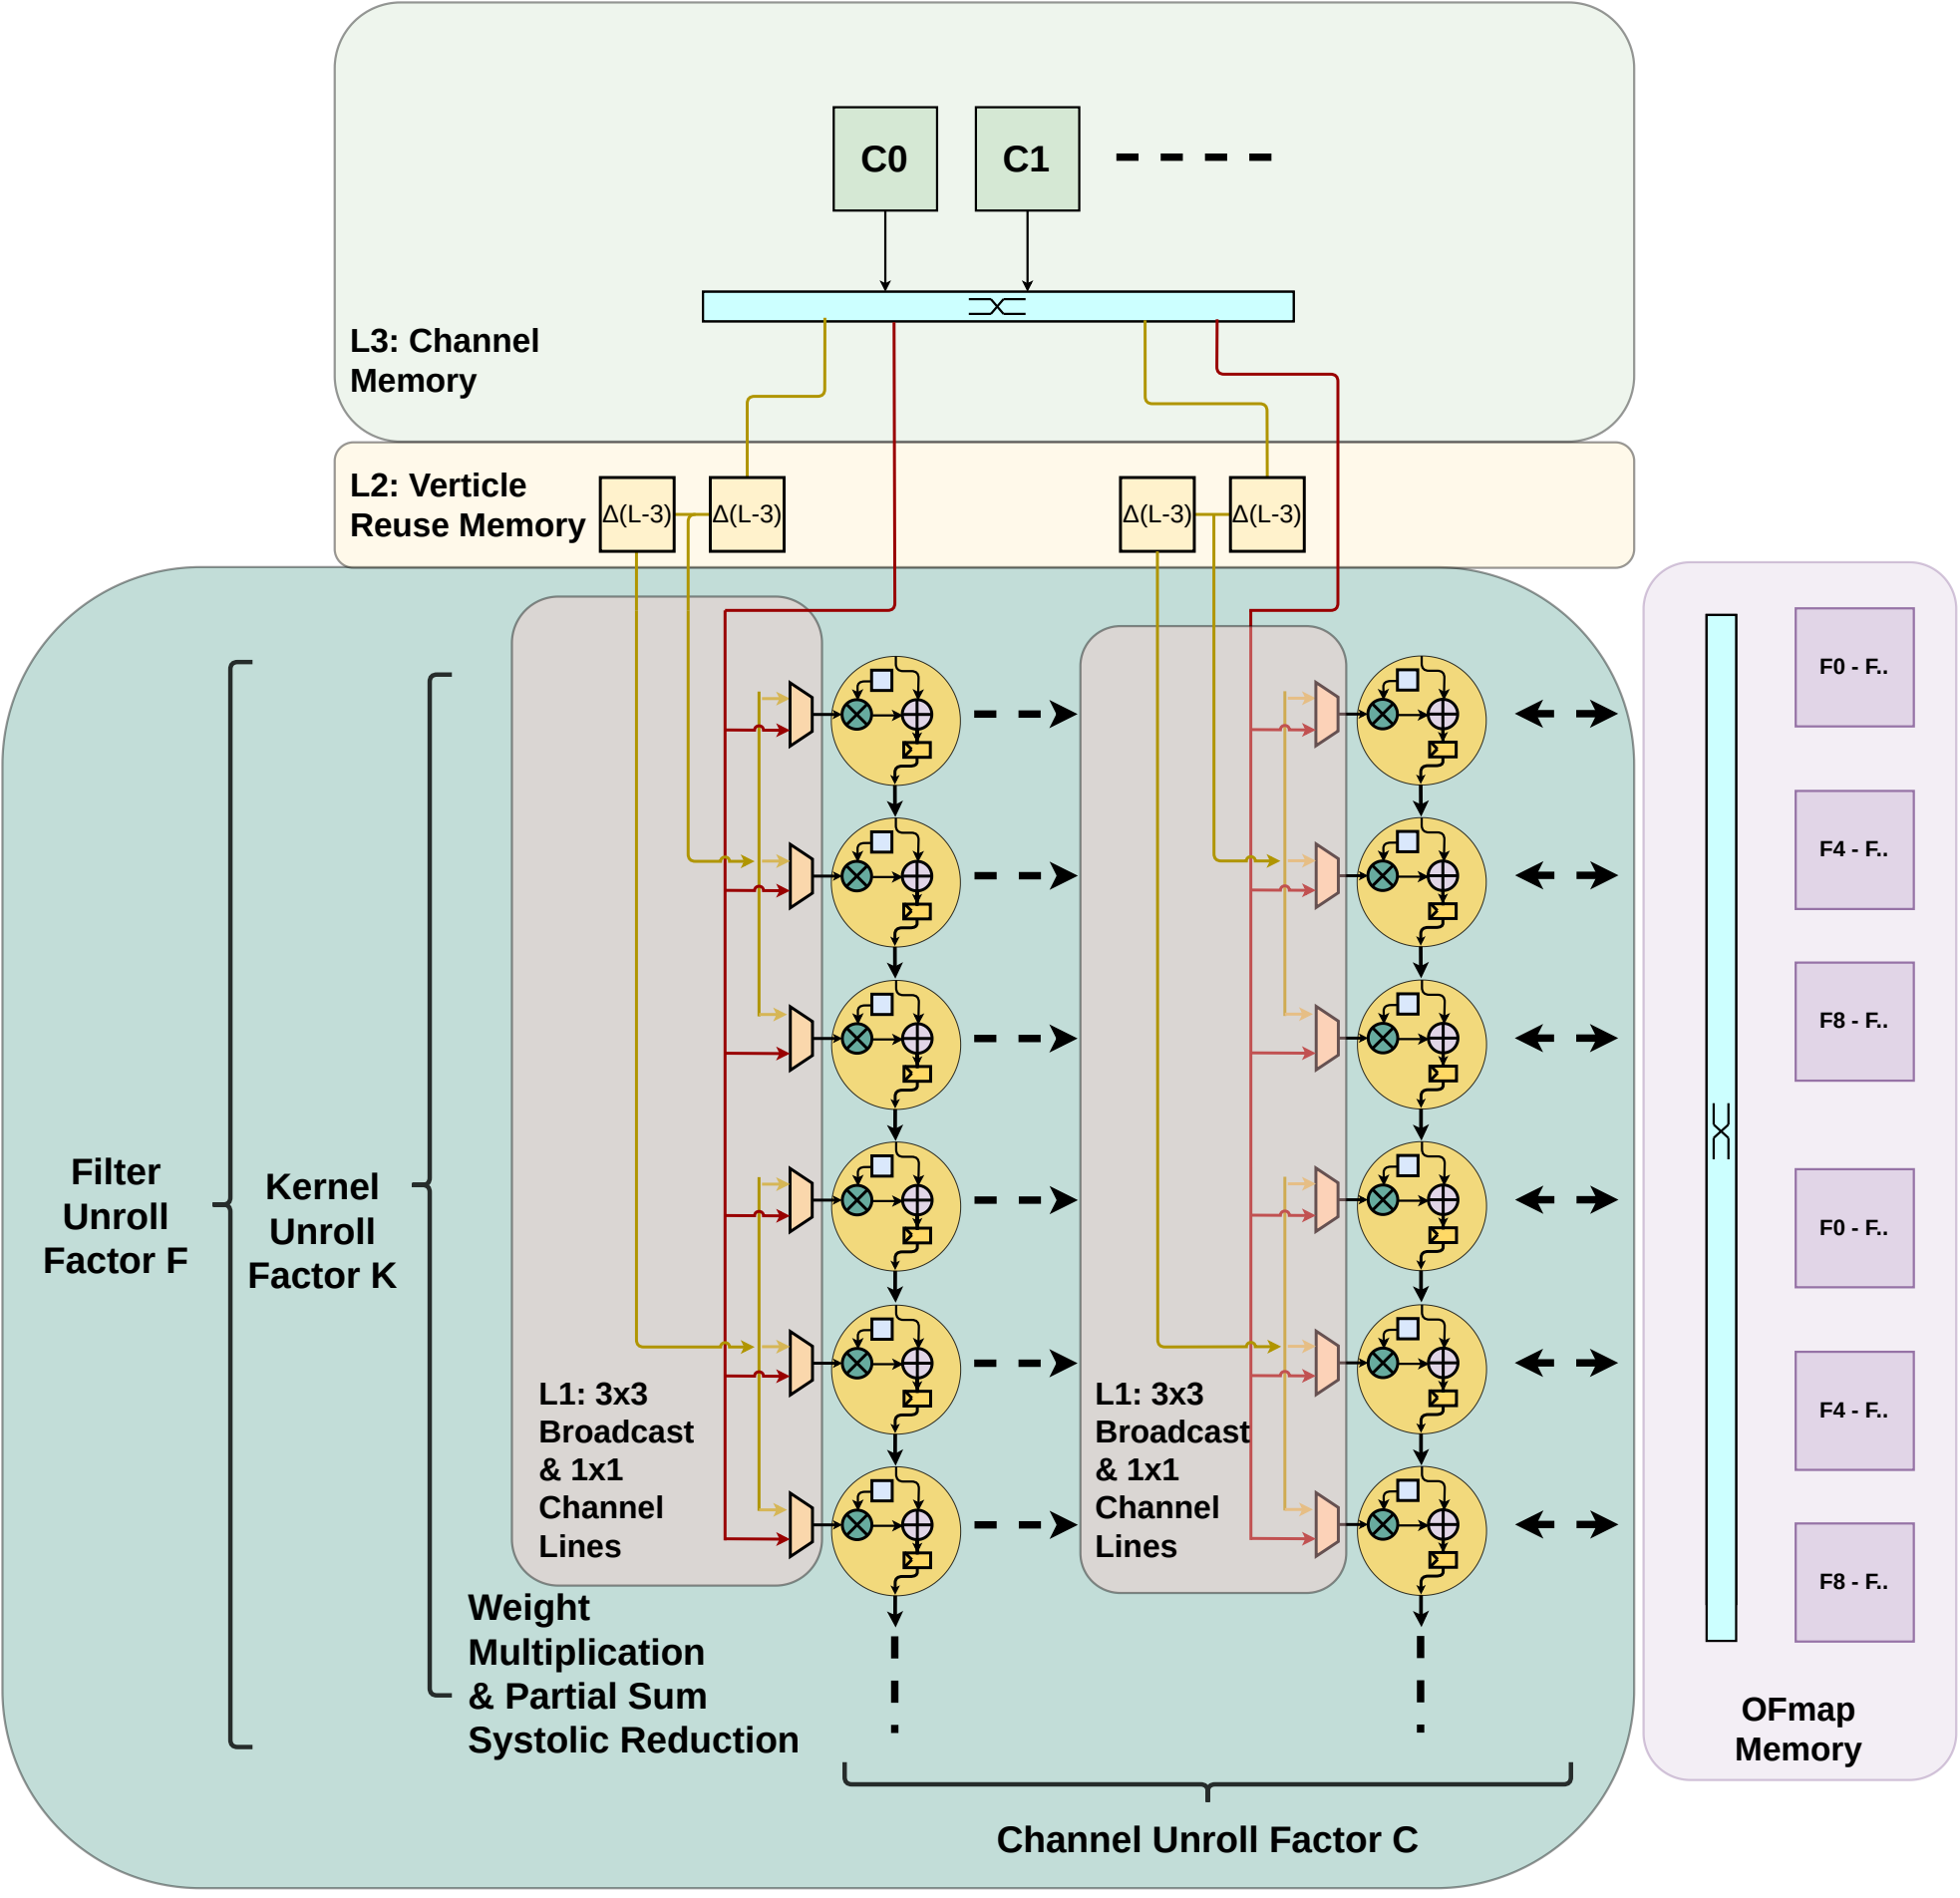 C0
C1
L3: Channel
Memory
L2: Verticle
Reuse Memory
Δ(L-3)
Δ(L-3)
Δ(L-3)
Δ(L-3)
Filter
Unroll
Factor F
Kernel
Unroll
Factor K
L1: 3x3
Broadcast
& 1x1
Channel
Lines
L1: 3x3
Broadcast
& 1x1
Channel
Lines
Weight
Multiplication
& Partial Sum
Systolic Reduction
Channel Unroll Factor C
F0 - F..
F4 - F..
F8 - F..
F0 - F..
F4 - F..
F8 - F..
OFmap
Memory